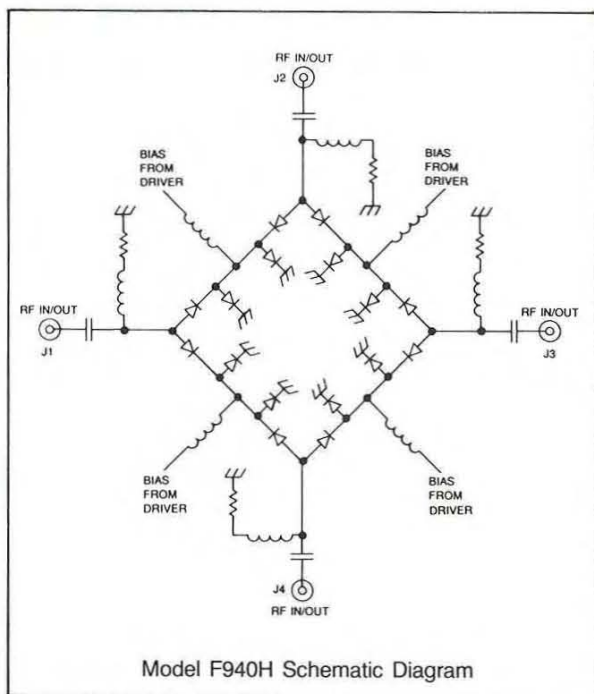 RF IN/OUT
J2
BIAS
FROM
DRIVER
BIAS
FROM
DRIVER
RF IN/OUT
J1
RF IN/OUT
J3
BIAS
FROM
DRIVER
BIAS
FROM
DRIVER
J4
RF IN/OUT
Model F940H Schematic Diagram